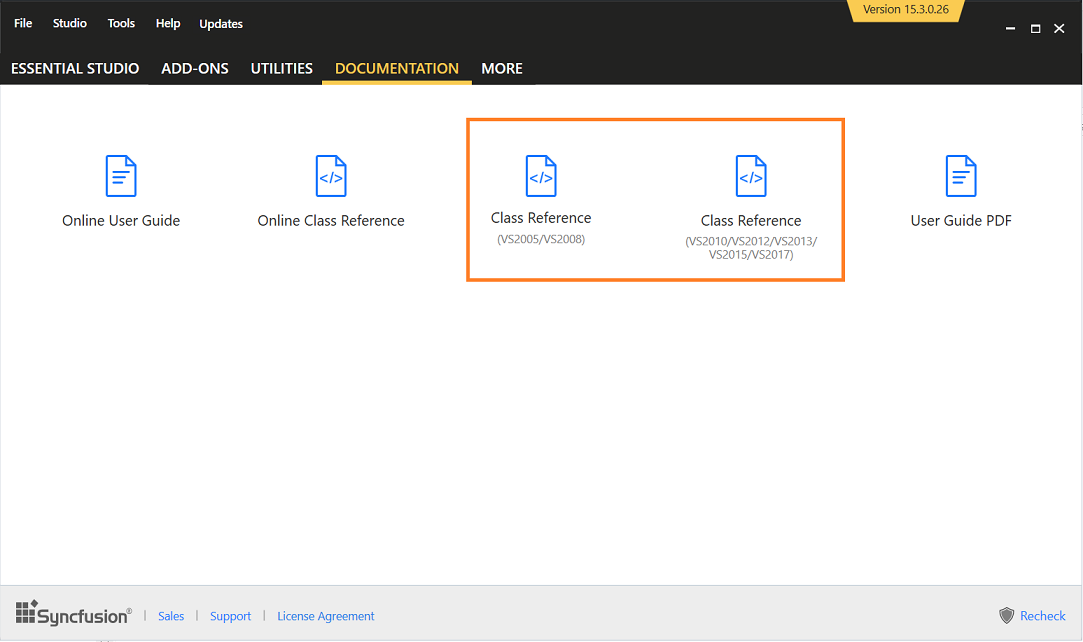 Version 15.3.0.26
File Studio Tools Help Updates
ESSENTIAL STUDIO ADD-ONS UTILITIES DOCUMENTATION MORE
</>
</>
</>
Online User Guide
Online Class Reference
Class Reference
(VS2005/VS2008)
Class Reference
(VS2010/VS2012/VS2013/
VS2015/VS2017)
User Guide PDF
Syncfusion® | Sales | Support | License Agreement
Recheck